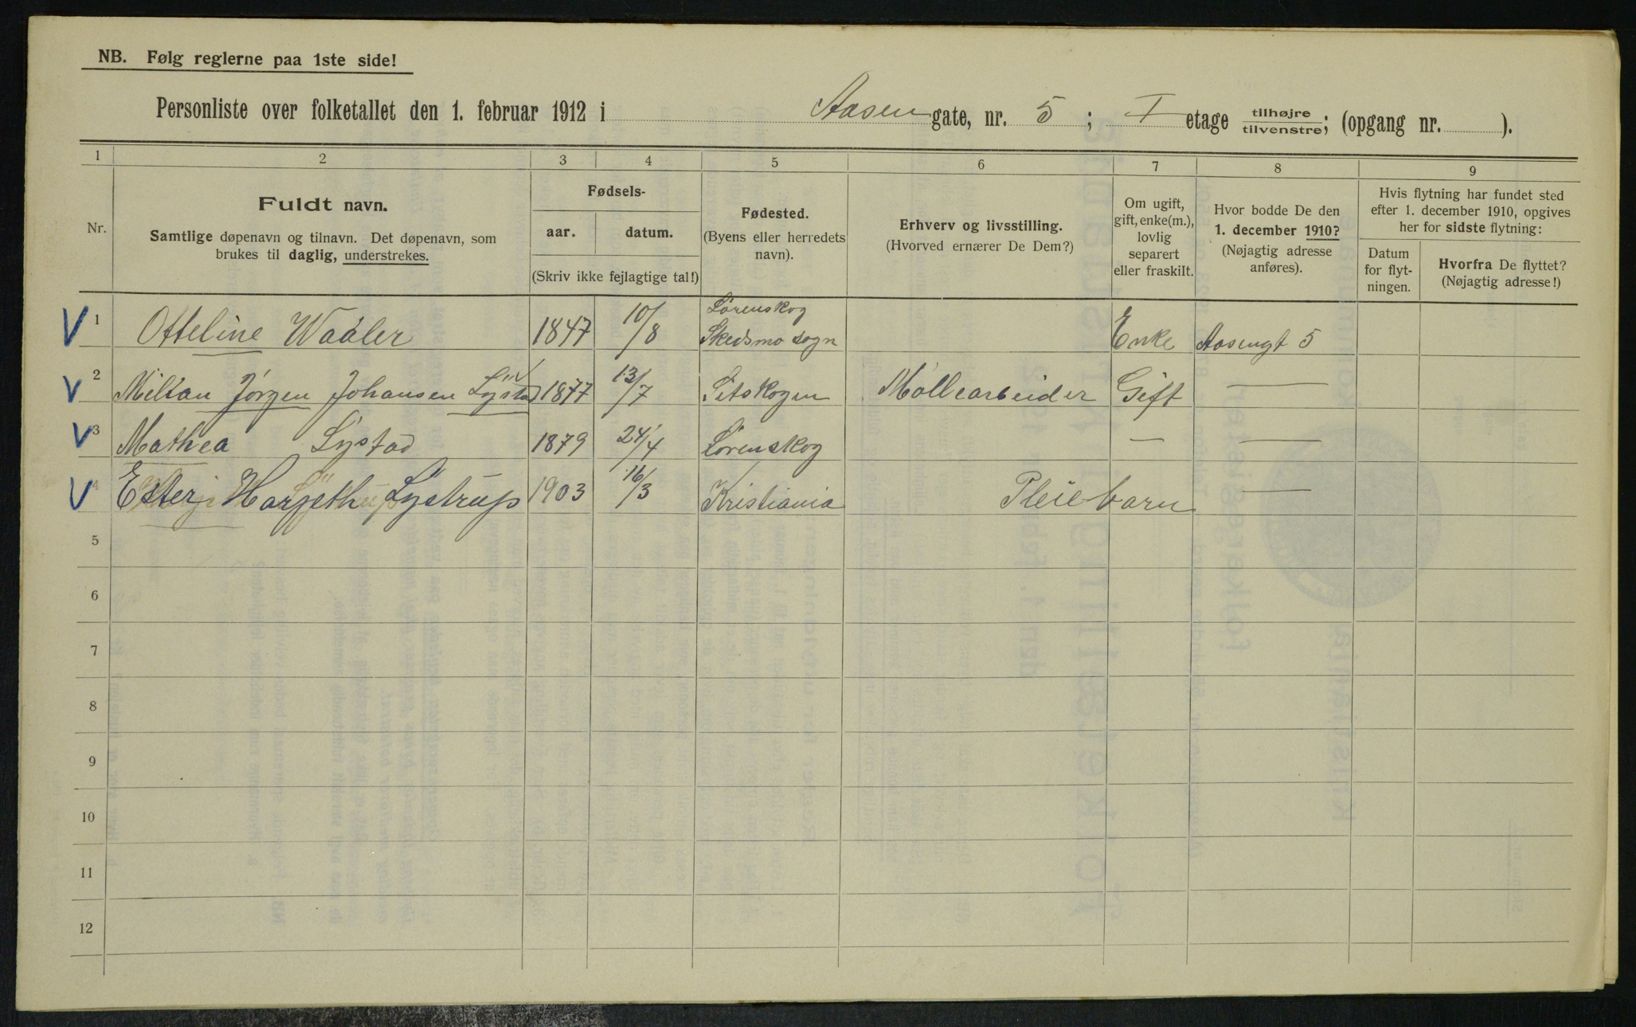 NB. Følg reglerne paa 1ste side!
Personliste over folketallet den 1. februar 1912 i Aasen gate, nr. 5 ; I etage tilhøjre tilvenstre; (opgang nr. ).
1 2 3 4 5 6 7 8 9
Nr.
Fuldt navn.
Samtlige døpenavn og tilnavn. Det døpenavn, som
brukes til daglig, understrekes.
Fødsels-
aar. datum.
(Skriv ikke fejlagtige tal!)
Fødested.
(Byens eller herredets
navn).
Erhverv og livsstilling.
(Hvorved ernærer De Dem?)
Om ugift,
gift, enke(m.),
lovlig
separert
eller fraskilt.
Hvor bodde De den
1. december 1910?
(Nøjagtig adresse
anføres).
Hvis flytning har fundet sted
efter 1. december 1910, opgives
her for sidste flytning:
Datum
for flyt-
ningen.
Hvorfra De flyttet?
(Nøjagtig adresse!)
V 1 Otteline Waaler 1847 10/8 Lørenskog Skedsmo sogn Enke Aasengt 5
V 2 Miltan Jørgen Johansen Lystad 1877 13/7 Sitskogen Møllearbeider Gift —
V 3 Mathea Lystad 1879 24/4 Lørenskog — —
V 4 Ester Lystrup 1903 16/3 Kristiania Pleiebarn —
5
6
7
8
9
10
11
12